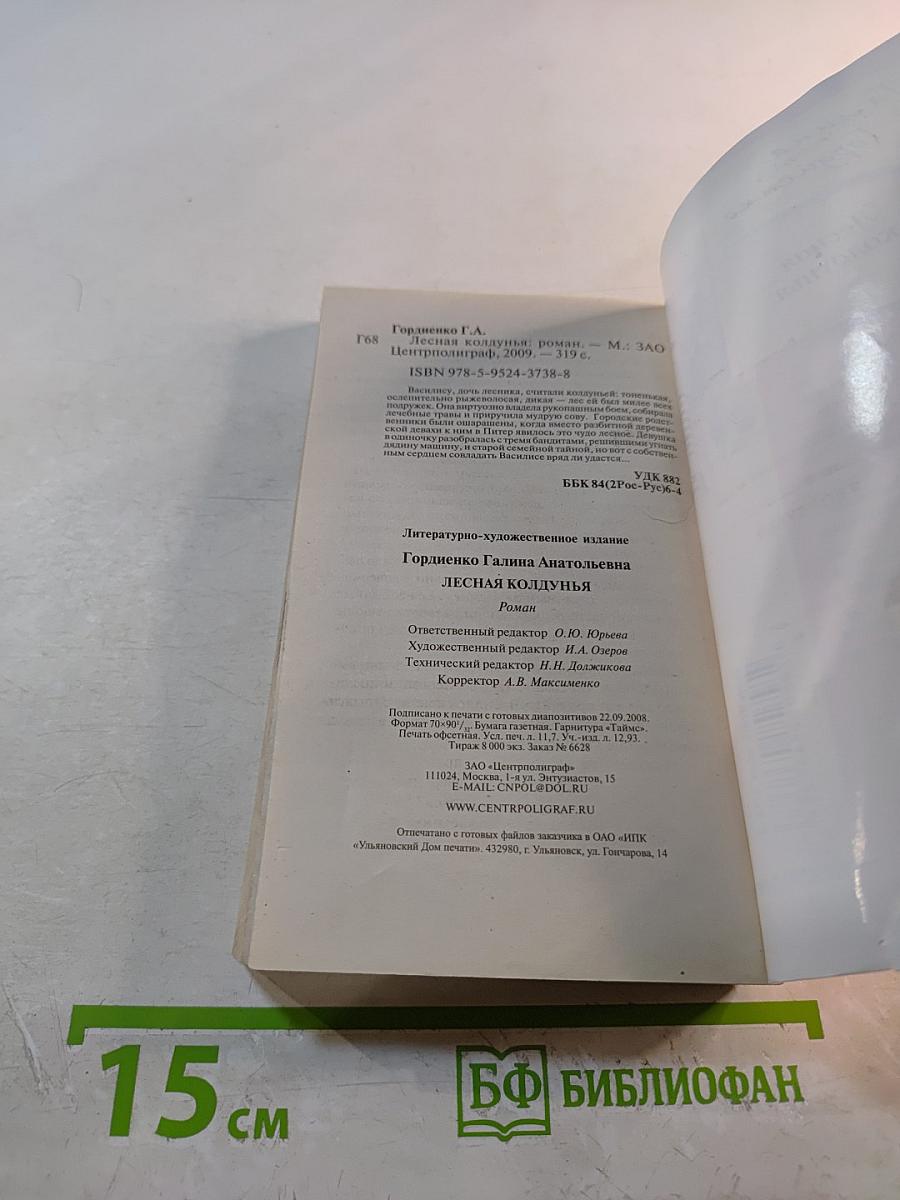 Гордиенко Г.А.
Г68 Лесная колдунья: роман. — М.: ЗАО
Центрполиграф, 2009. — 319 с.
ISBN 978-5-9524-3738-8
Василису, дочь лесника, считали колдуньей: тоненькая,
ослепительно рыжеволосая, дикая — лес ей был милее всех
подружек. Она виртуозно владела рукопашным боем, собирала
лечебные травы и приручила мудрую сову. Городские родст-
венники были ошарашены, когда вместо разбитной деревен-
ской девахи к ним в Питер явилось это чудо лесное. Девушка
в одиночку разобралась с тремя бандитами, решившими угнать
дядину машину, и старой семейной тайной, но вот с собствен-
ным сердцем совладать Василисе вряд ли удастся...
УДК 882
ББК 84(2Рос-Рус)6-4
Литературно-художественное издание
Гордиенко Галина Анатольевна
ЛЕСНАЯ КОЛДУНЬЯ
Роман
Ответственный редактор О.Ю. Юрьева
Художественный редактор И.А. Озеров
Технический редактор Н.Н. Должикова
Корректор А.В. Максименко
Подписано к печати с готовых диапозитивов 22.09.2008.
Формат 70×90 1/32. Бумага газетная. Гарнитура «Таймс».
Печать офсетная. Усл. печ. л. 11,7. Уч.-изд. л. 12,93.
Тираж 8 000 экз. Заказ № 6628
ЗАО «Центрполиграф»
111024, Москва, 1-я ул. Энтузиастов, 15
E-MAIL: CNPOL@DOL.RU
WWW.CENTRPOLIGRAF.RU
Отпечатано с готовых файлов заказчика в ОАО «ИПК
«Ульяновский Дом печати». 432980, г. Ульяновск, ул. Гончарова, 14
15 см
БФ БИБЛИОФАН